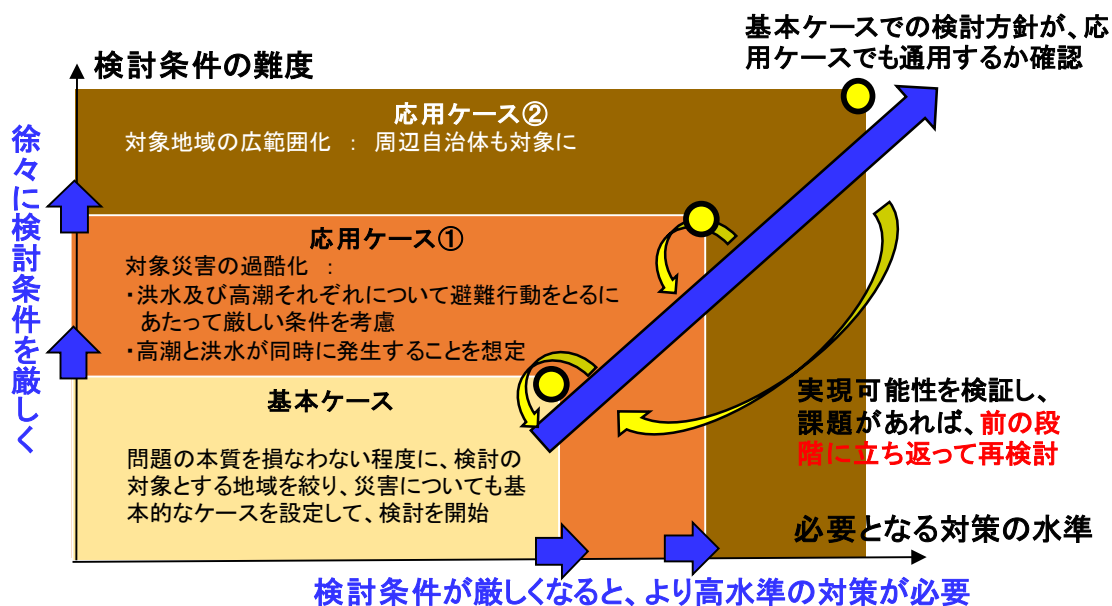 基本ケースでの検討方針が、応
用ケースでも通用するか確認
検討条件の難度
応用ケース②
対象地域の広範囲化 : 周辺自治体も対象に
徐々に検討条件を厳しく
応用ケース①
対象災害の過酷化 :
・洪水及び高潮それぞれについて避難行動をとるに
あたって厳しい条件を考慮
・高潮と洪水が同時に発生することを想定
基本ケース
問題の本質を損なわない程度に、検討の
対象とする地域を絞り、災害についても基
本的なケースを設定して、検討を開始
実現可能性を検証し、
課題があれば、前の段
階に立ち返って再検討
必要となる対策の水準
検討条件が厳しくなると、より高水準の対策が必要